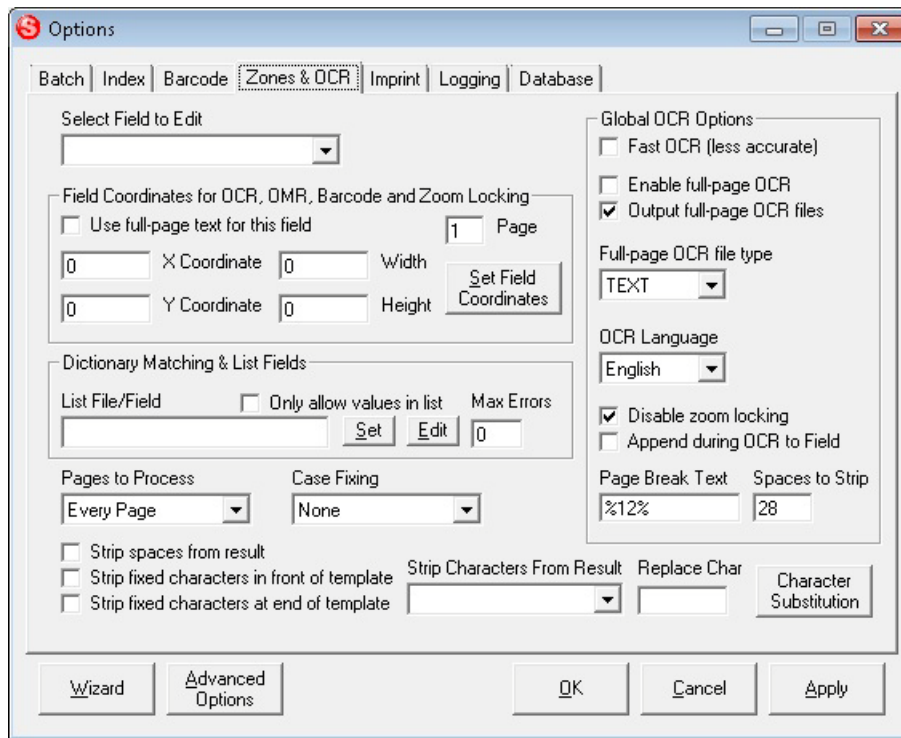 Options
Batch Index Barcode Zones & OCR Imprint Logging Database
Select Field to Edit
Field Coordinates for OCR, OMR, Barcode and Zoom Locking
Use full-page text for this field
1 Page
0 X Coordinate 0 Width
Set Field Coordinates
0 Y Coordinate 0 Height
Dictionary Matching & List Fields
List File/Field Only allow values in list Max Errors
Set Edit 0
Pages to Process Case Fixing
Every Page None
Strip spaces from result
Strip fixed characters in front of template
Strip fixed characters at end of template
Strip Characters From Result Replace Char
Character Substitution
Global OCR Options
Fast OCR (less accurate)
Enable full-page OCR
Output full-page OCR files
Full-page OCR file type
TEXT
OCR Language
English
Disable zoom locking
Append during OCR to Field
Page Break Text Spaces to Strip
%12% 28
Wizard Advanced Options OK Cancel Apply